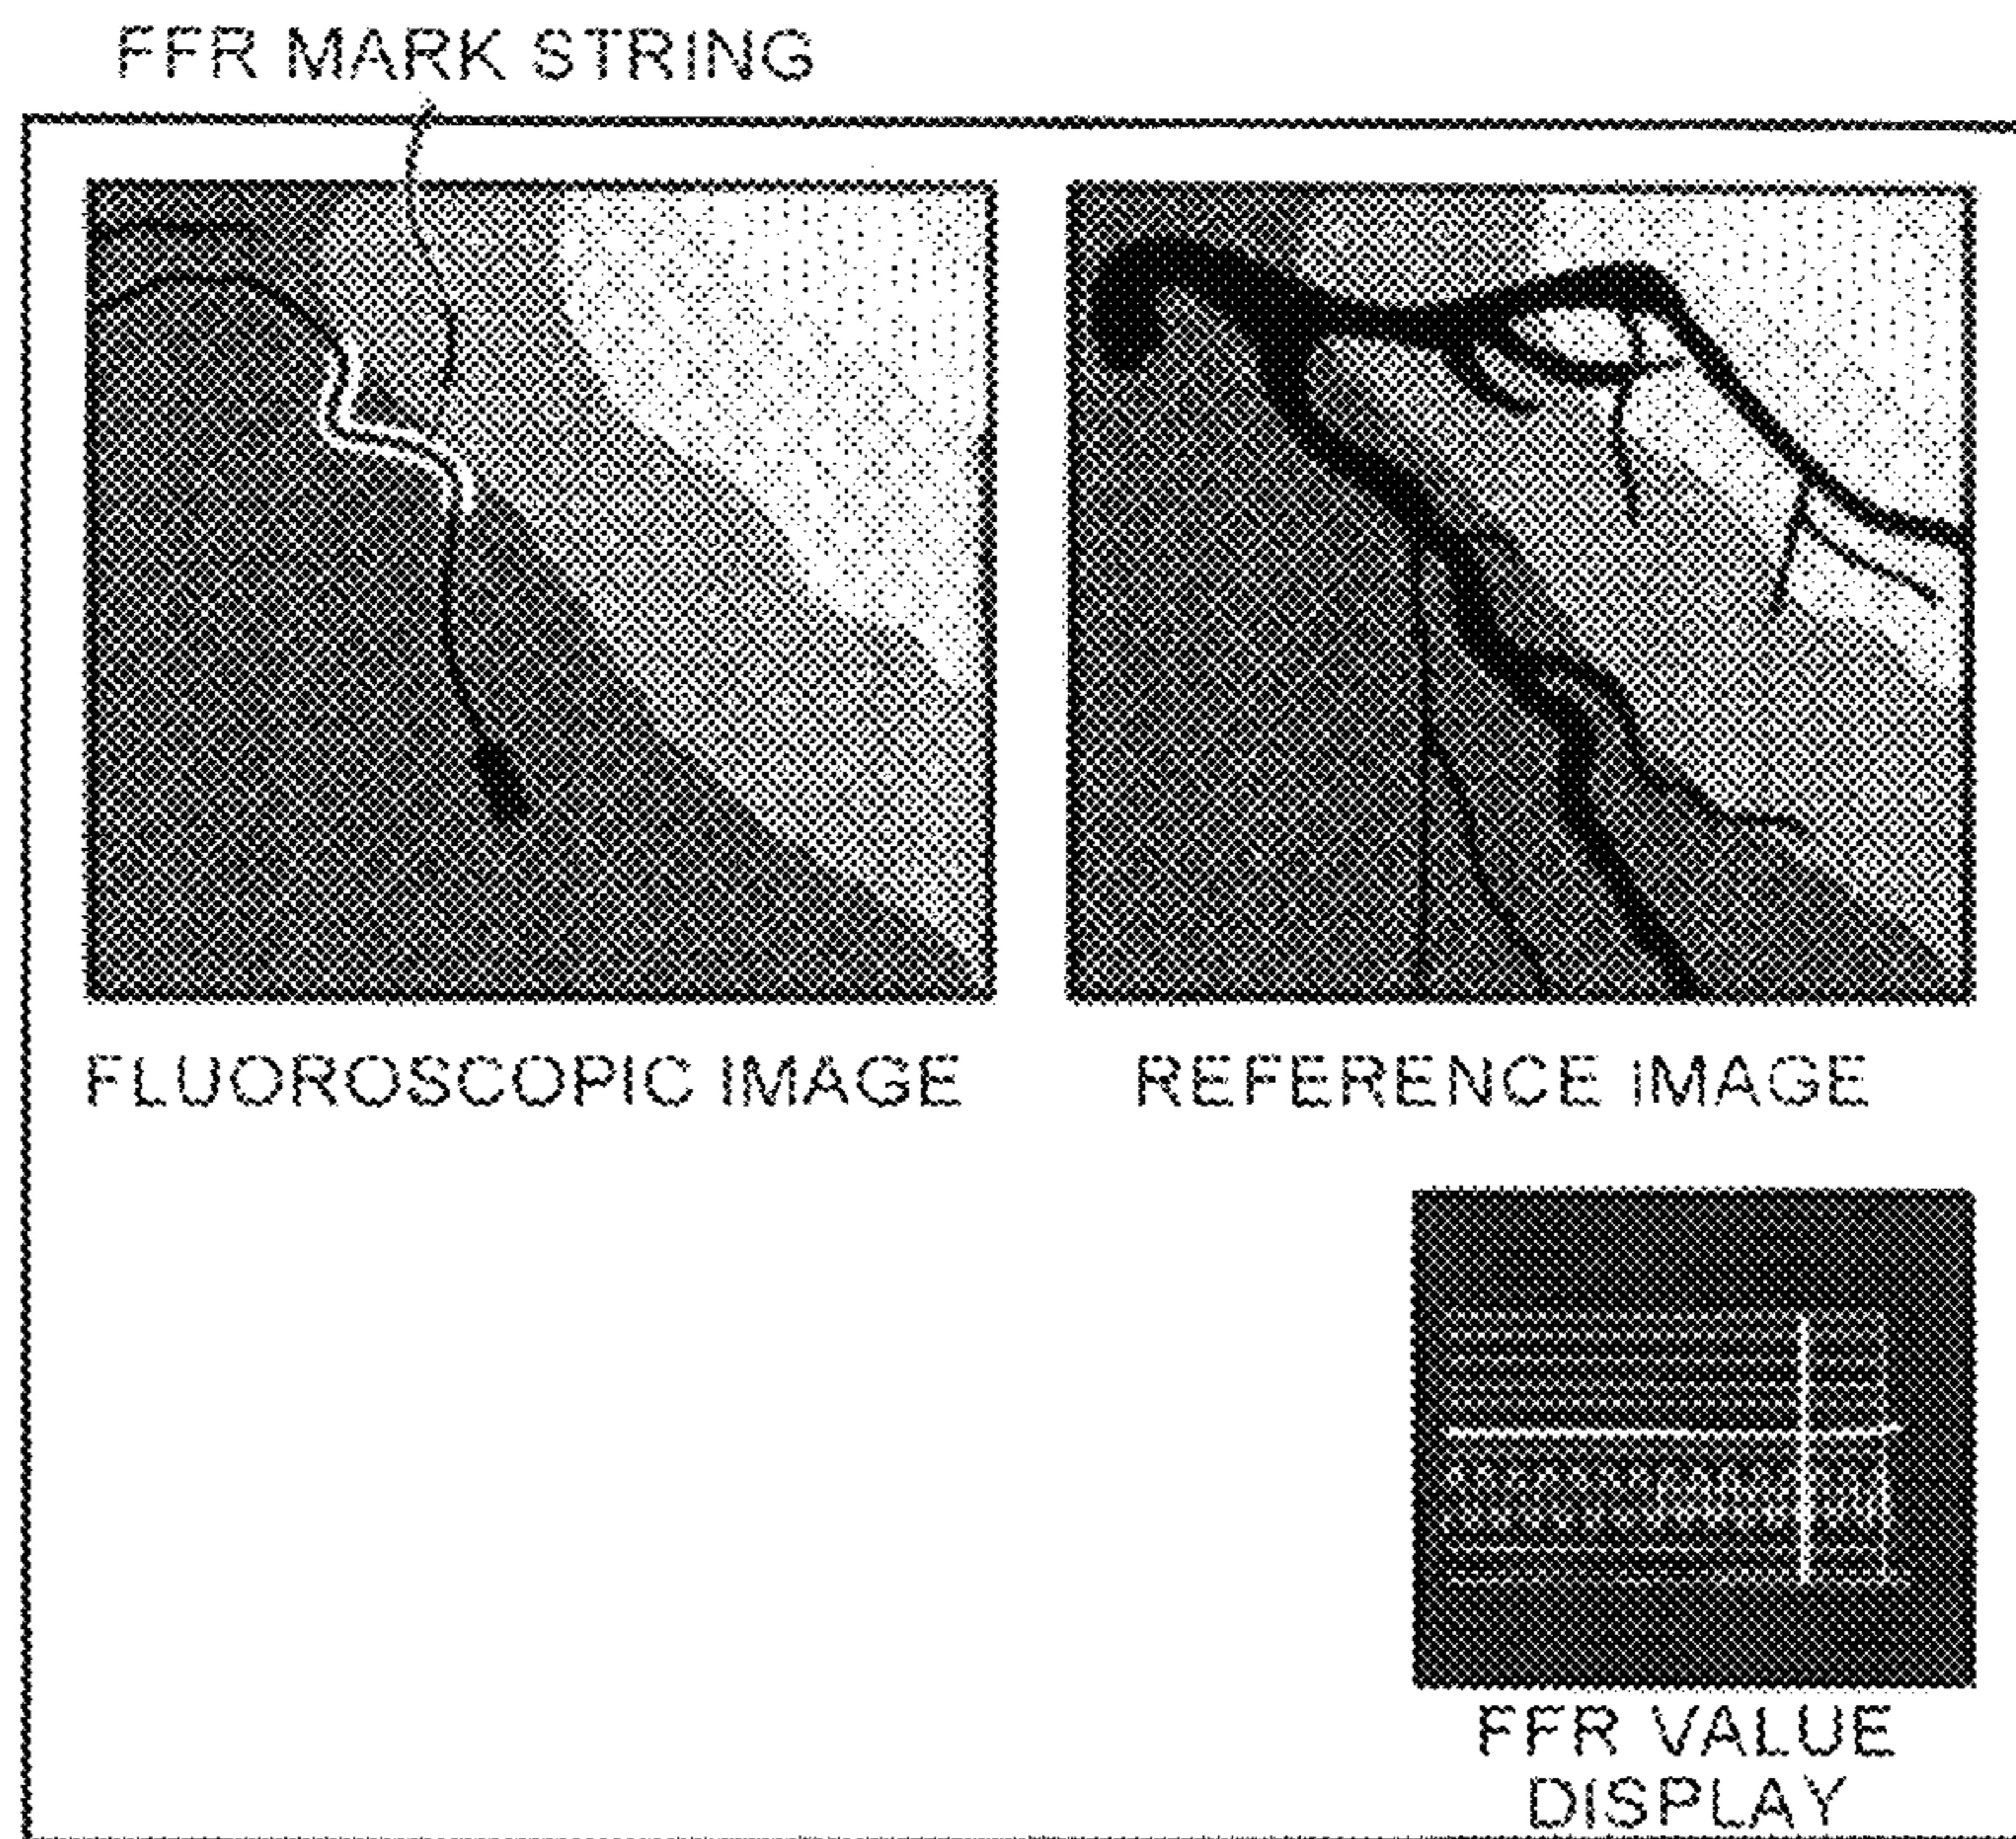 FFR MARK STRING
FLUOROSCOPIC IMAGE
REFERENCE IMAGE
FFR VALUE
DISPLAY